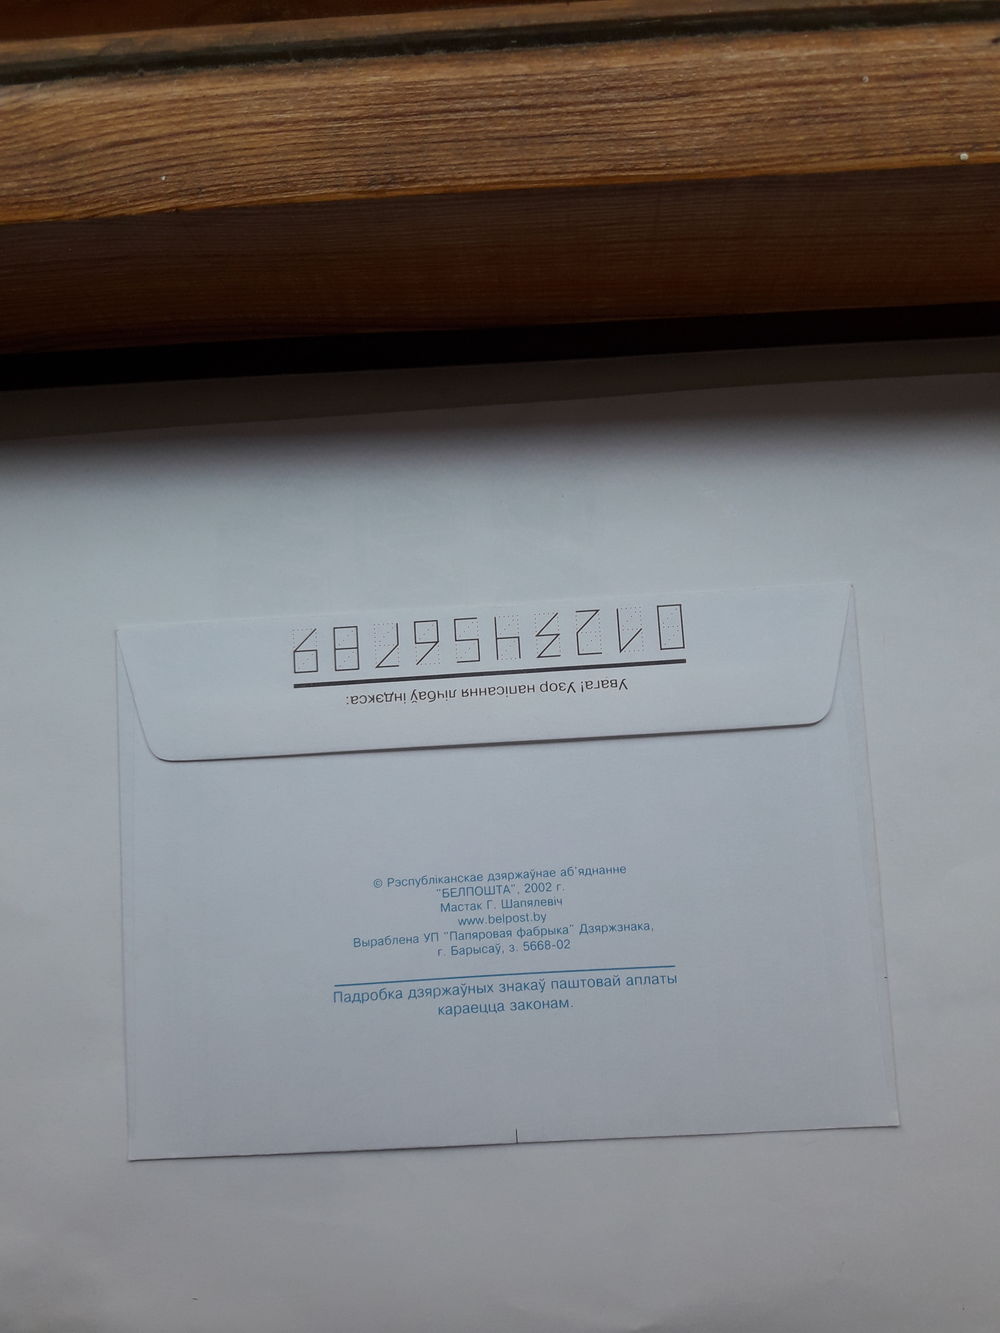 Увага! Узор напісання лічбаў індэкса:
0123456789
© Рэспубліканскае дзяржаўнае аб'яднанне
"БЕЛПОШТА", 2002 г.
Мастак Г. Шапялевіч
www.belpost.by
Выраблена УП "Папяровая фабрыка" Дзяржзнака,
г. Барысаў, з. 5668-02
Падробка дзяржаўных знакаў паштовай аплаты
караецца законам.